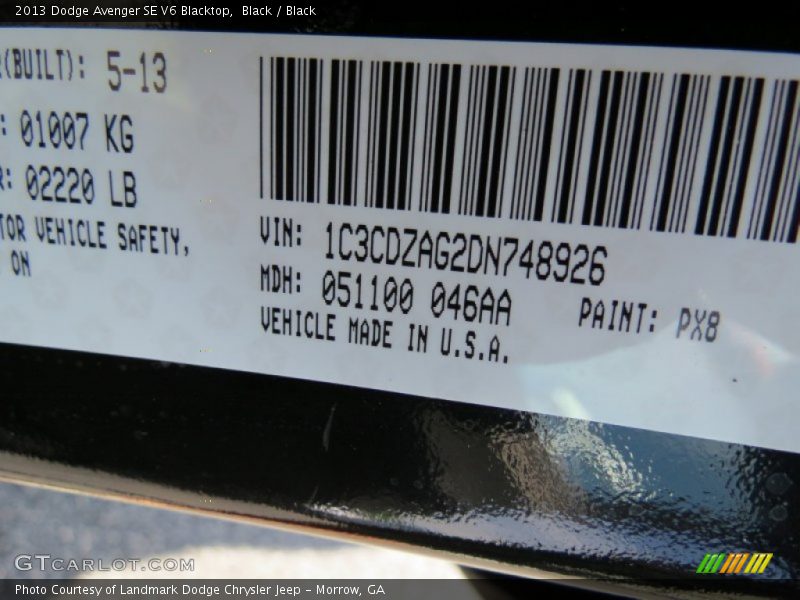 2013 Dodge Avenger SE V6 Blacktop, Black / Black
(BUILT): 5-13
: 01007 KG
R: 02220 LB
TOR VEHICLE SAFETY,
ON
VIN: 1C3CDZAG2DN748926
MDH: 051100 046AA
PAINT: PX8
VEHICLE MADE IN U.S.A.
GTCARLOT.COM
Photo Courtesy of Landmark Dodge Chrysler Jeep – Morrow, GA